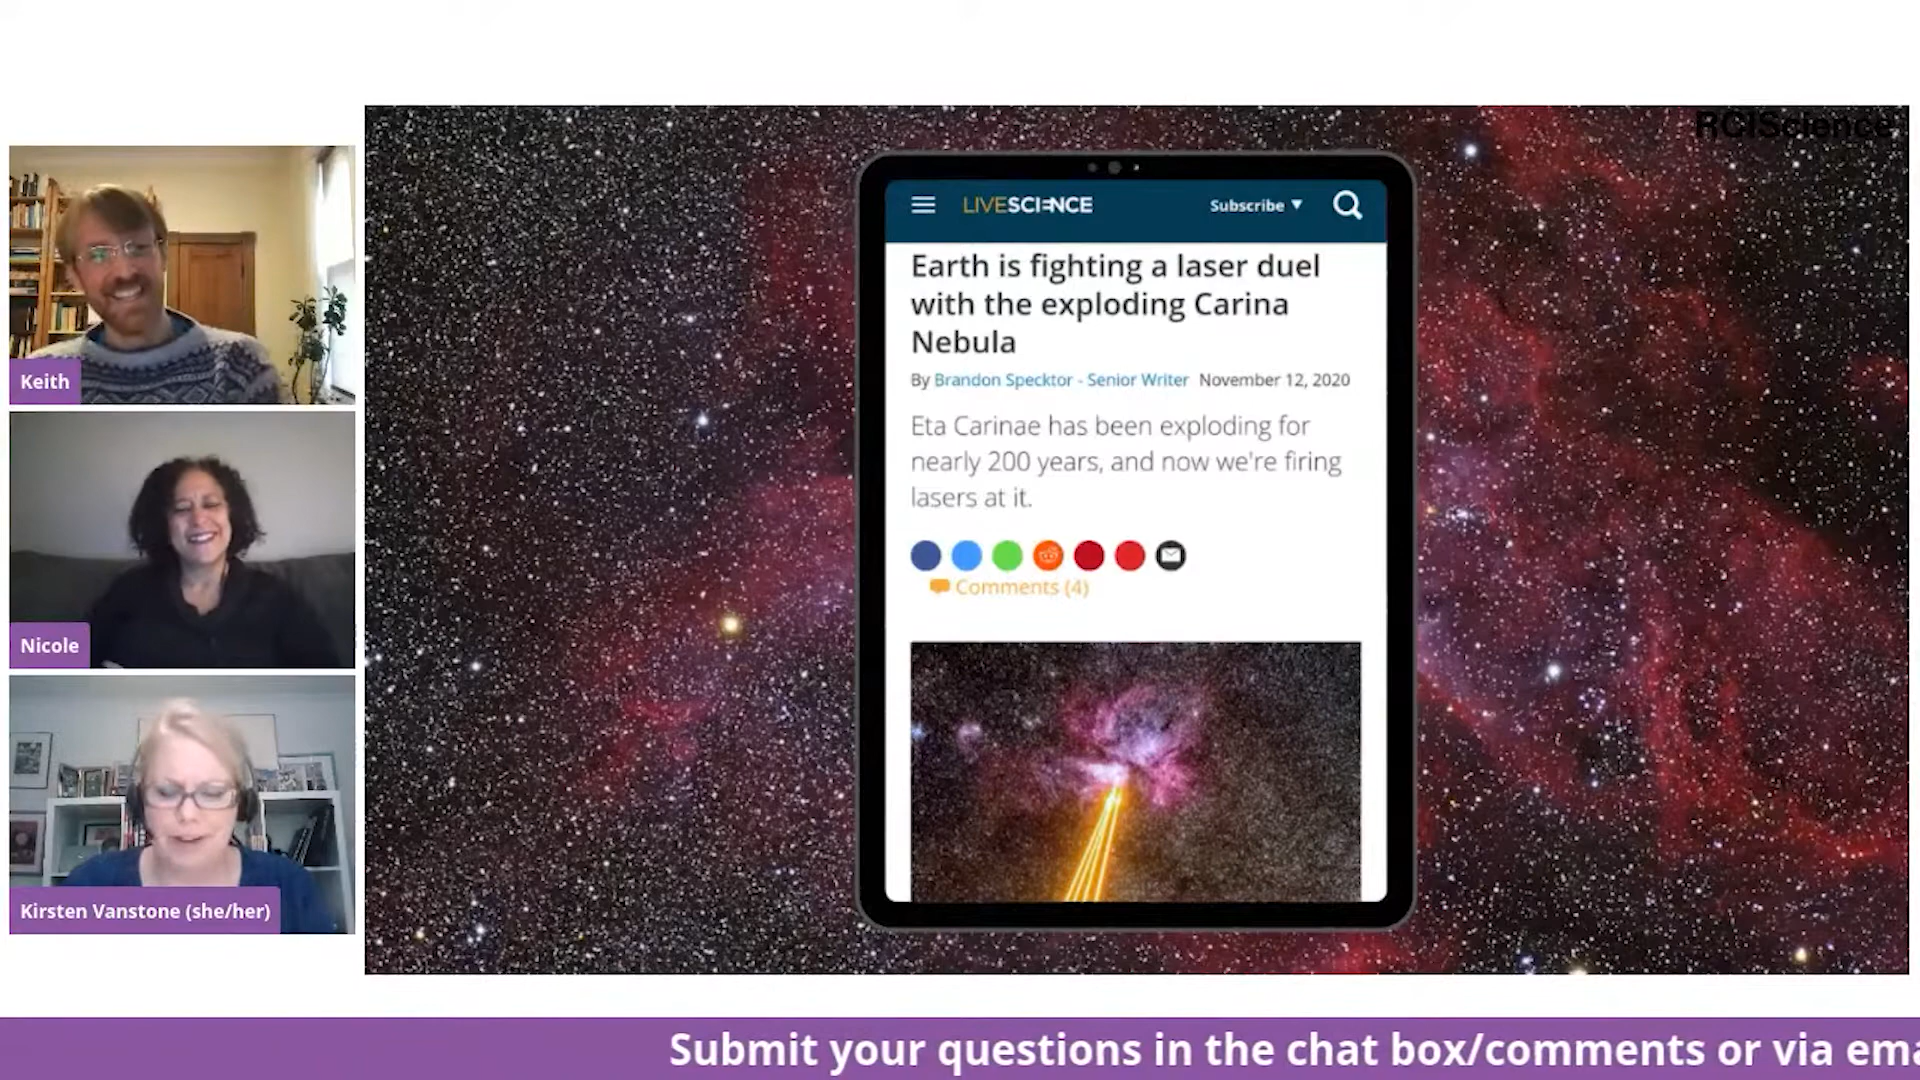 RCIScience
LIVESCIENCE
Subscribe
Earth is fighting a laser duel
with the exploding Carina
Nebula
By Brandon Specktor - Senior Writer November 12, 2020
Eta Carinae has been exploding for
nearly 200 years, and now we're firing
lasers at it.
Comments (4)
Keith
Nicole
Kirsten Vanstone (she/her)
Submit your questions in the chat box/comments or via ema